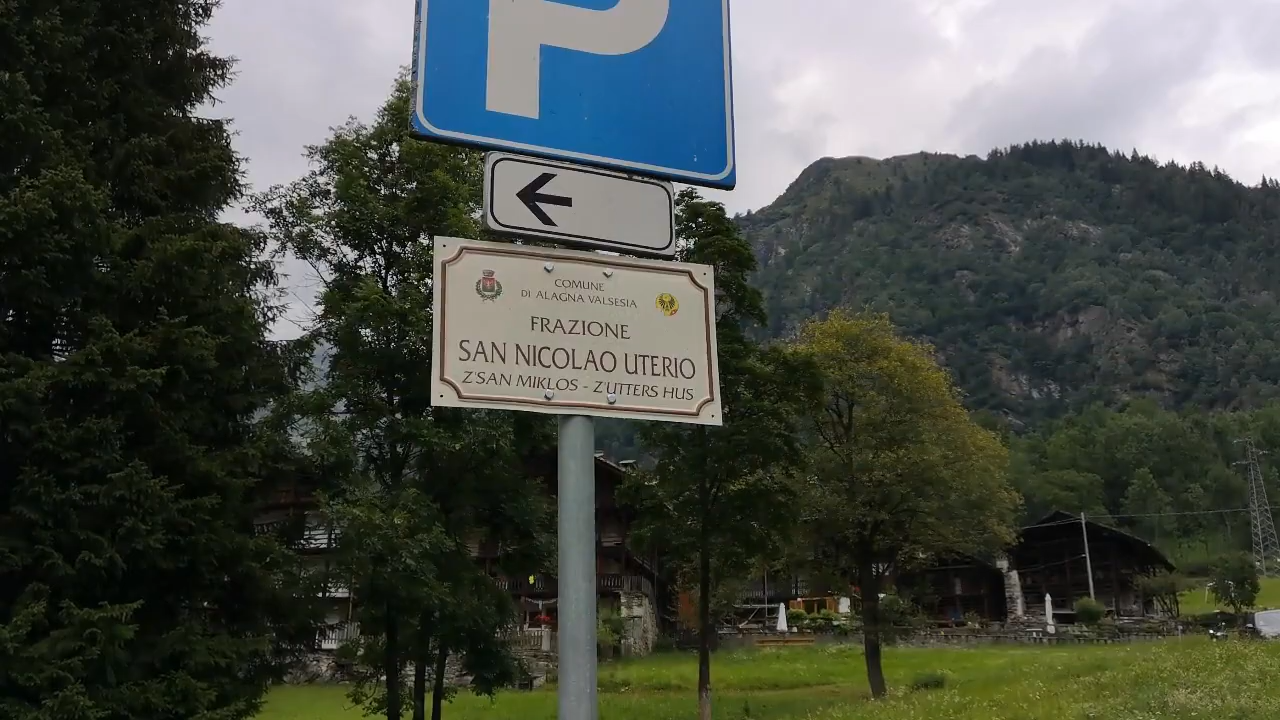 P
COMUNE
DI ALAGNA VALSESIA
FRAZIONE
SAN NICOLAO UTERIO
Z'SAN MIKLOS - Z'UTTERS HUS